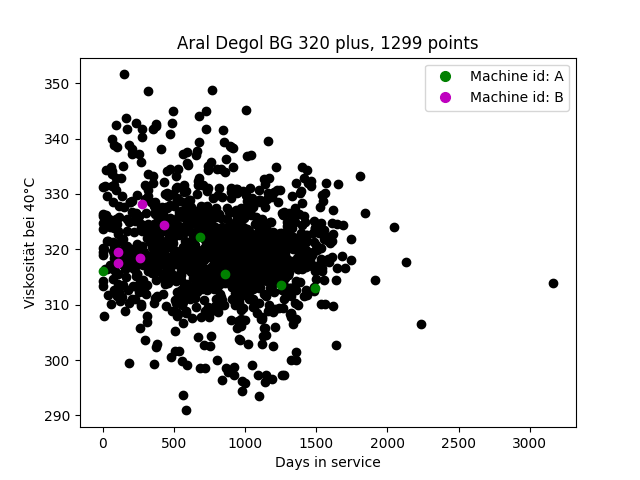 Aral Degol BG 320 plus, 1299 points
Machine id: A
Machine id: B
Viskosität bei 40°C
350
340
330
320
310
300
290
0 500 1000 1500 2000 2500 3000
Days in service